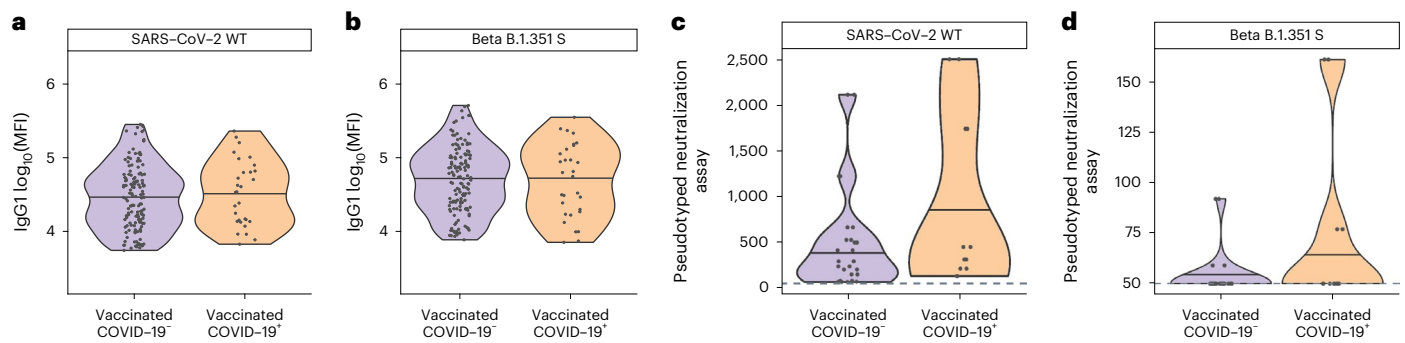 a
SARS–CoV–2 WT
IgG1 log10(MFI)
6
5
4
Vaccinated
COVID–19⁻
Vaccinated
COVID–19⁺
b
Beta B.1.351 S
IgG1 log10(MFI)
6
5
4
Vaccinated
COVID–19⁻
Vaccinated
COVID–19⁺
c
SARS–CoV–2 WT
Pseudotyped neutralization
assay
2,500
2,000
1,500
1,000
500
0
Vaccinated
COVID–19⁻
Vaccinated
COVID–19⁺
d
Beta B.1.351 S
Pseudotyped neutralization
assay
150
125
100
75
50
Vaccinated
COVID–19⁻
Vaccinated
COVID–19⁺